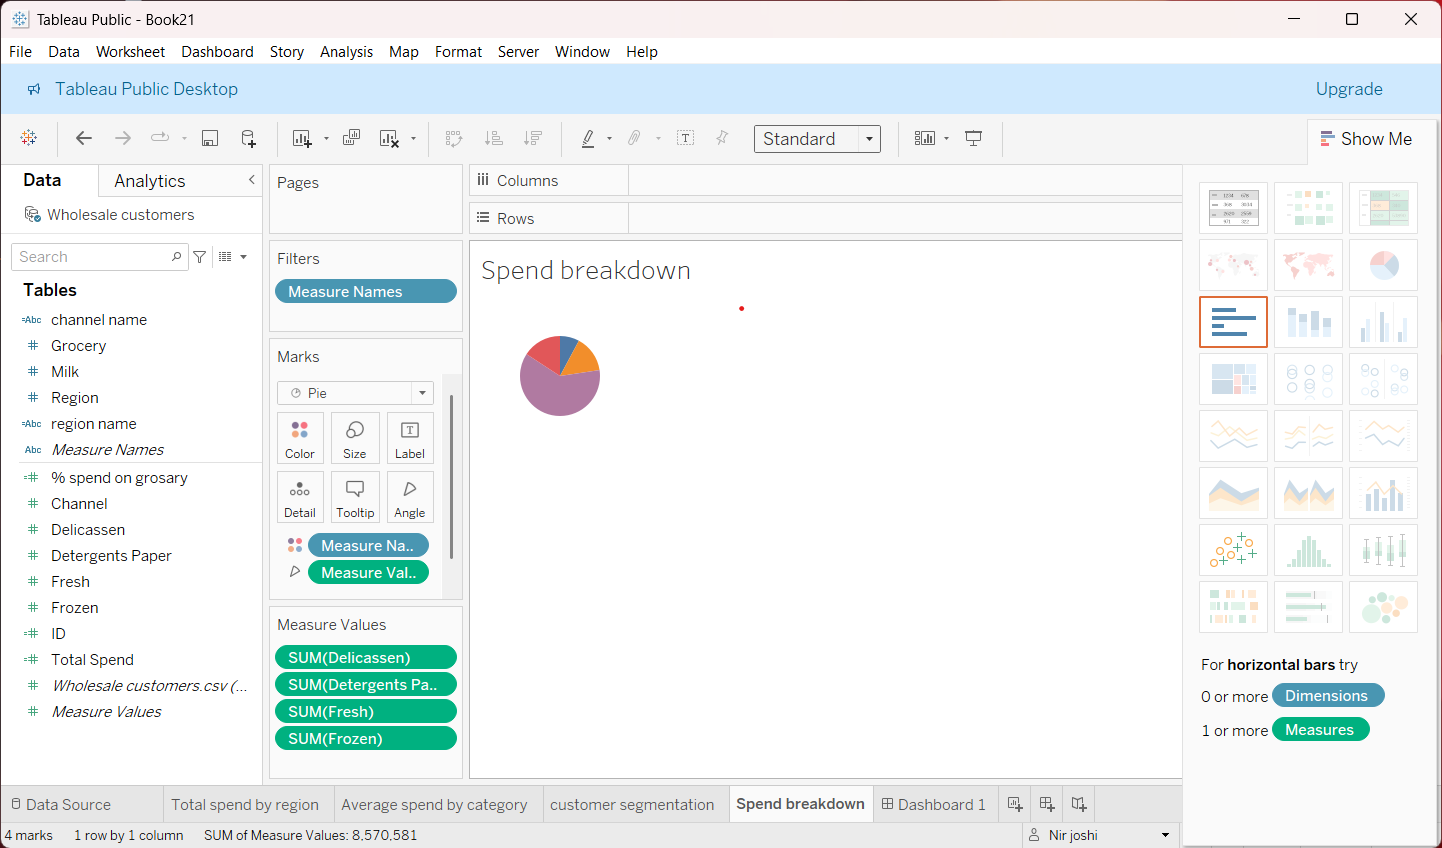 Tableau Public - Book21
File Data Worksheet Dashboard Story Analysis Map Format Server Window Help
Tableau Public Desktop
Upgrade
Standard
Show Me
Data
Analytics
Wholesale customers
Search
Tables
=Abc channel name
# Grocery
# Milk
# Region
=Abc region name
Abc Measure Names
=# % spend on grosary
# Channel
# Delicassen
# Detergents Paper
# Fresh
# Frozen
=# ID
=# Total Spend
# Wholesale customers.csv (...
# Measure Values
Pages
Filters
Measure Names
Marks
Pie
Color
Size
Label
Detail
Tooltip
Angle
Measure Na..
Measure Val..
Measure Values
SUM(Delicassen)
SUM(Detergents Pa..
SUM(Fresh)
SUM(Frozen)
Columns
Rows
Spend breakdown
For horizontal bars try
0 or more Dimensions
1 or more Measures
Data Source
Total spend by region
Average spend by category
customer segmentation
Spend breakdown
Dashboard 1
4 marks
1 row by 1 column
SUM of Measure Values: 8,570,581
Nir joshi